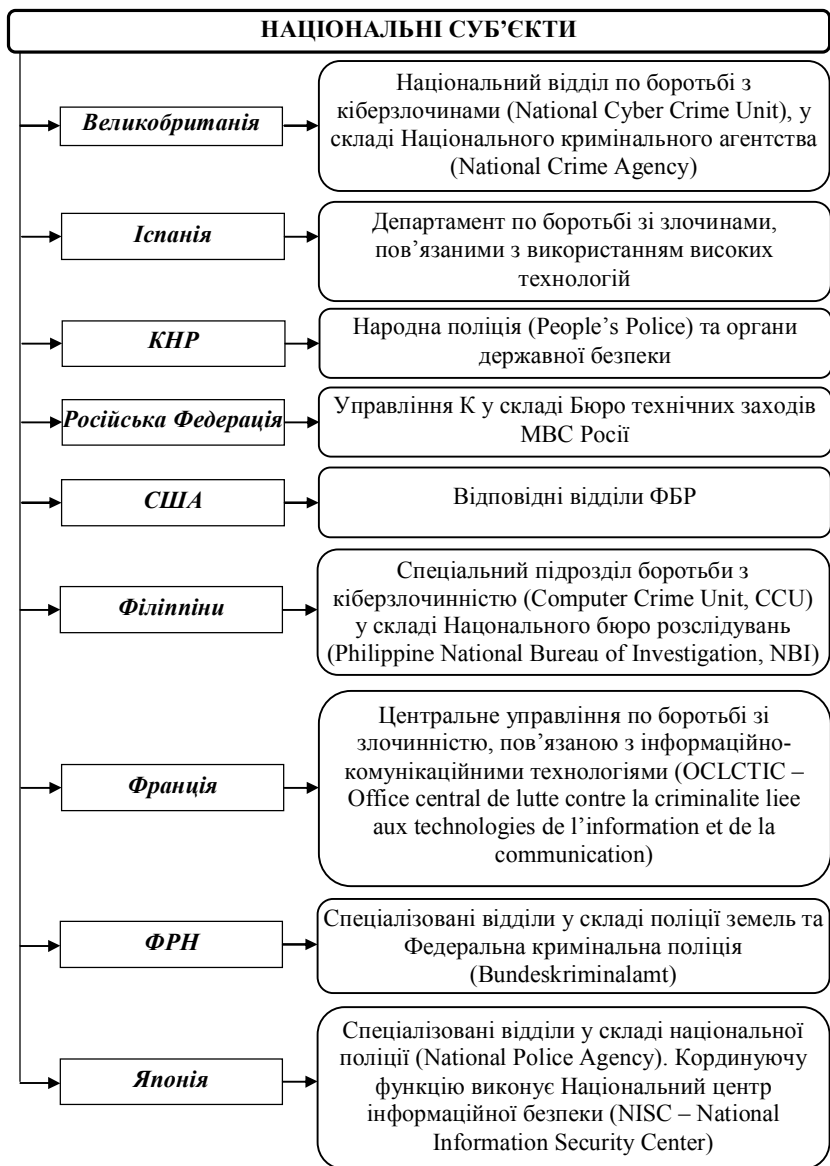 НАЦІОНАЛЬНІ СУБ’ЄКТИ
Великобританія
Національний відділ по боротьбі з
кіберзлочинами (National Cyber Crime Unit), у
складі Національного кримінального агентства
(National Crime Agency)
Іспанія
Департамент по боротьбі зі злочинами,
пов’язаними з використанням високих
технологій
КНР
Народна поліція (People’s Police) та органи
державної безпеки
Російська Федерація
Управління К у складі Бюро технічних заходів
МВС Росії
США
Відповідні відділи ФБР
Філіппіни
Спеціальний підрозділ боротьби з
кіберзлочинністю (Computer Crime Unit, CCU)
у складі Нацонального бюро розслідувань
(Philippine National Bureau of Investigation, NBI)
Франція
Центральне управління по боротьбі зі
злочинністю, пов’язаною з інформаційно-
комунікаційними технологіями (OCLCTIC –
Office central de lutte contre la criminalite liee
aux technologies de l’information et de la
communication)
ФРН
Спеціалізовані відділи у складі поліції земель та
Федеральна кримінальна поліція
(Bundeskriminalamt)
Японія
Спеціалізовані відділи у складі національної
поліції (National Police Agency). Кординуючу
функцію виконує Національний центр
інформаційної безпеки (NISC – National
Information Security Center)